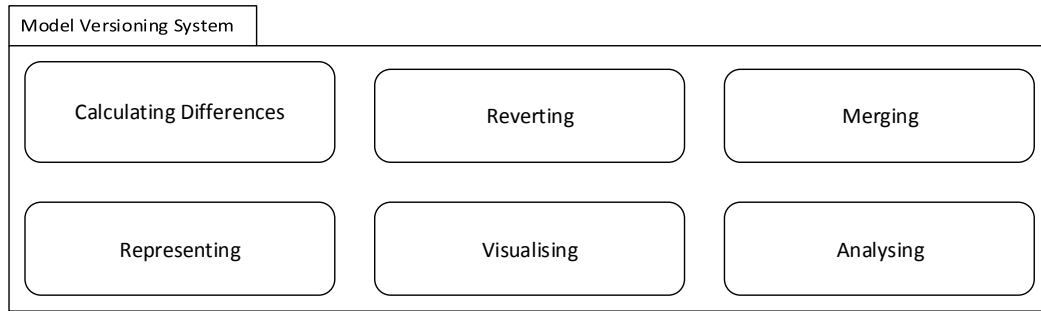 Model Versioning System
Calculating Differences
Reverting
Merging
Representing
Visualising
Analysing